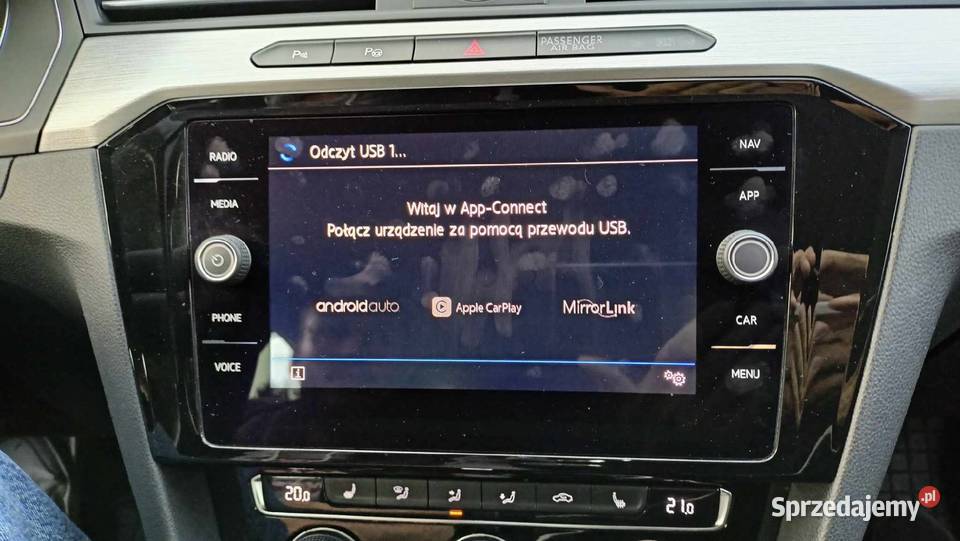 PASSENGER
AIR BAG
Odczyt USB 1...
RADIO
NAV
MEDIA
APP
Witaj w App-Connect
Połącz urządzenie za pomocą przewodu USB.
androidauto
Apple CarPlay
MirrorLink
PHONE
CAR
VOICE
MENU
20.0
21.0
Sprzedajemy.pl